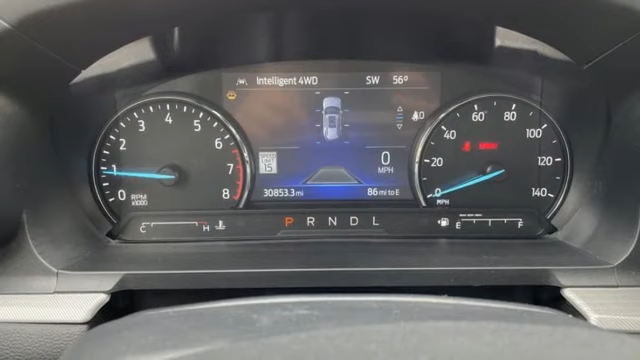 Intelligent 4WD SW 56°
0 1 2 3 4 5 6 7 8
RPM
x1000
SPEED
LIMIT
15
0
MPH
30853.3 mi 86 mi to E
0 20 40 60 80 100 120 140
MPH
C H P R N D L E F